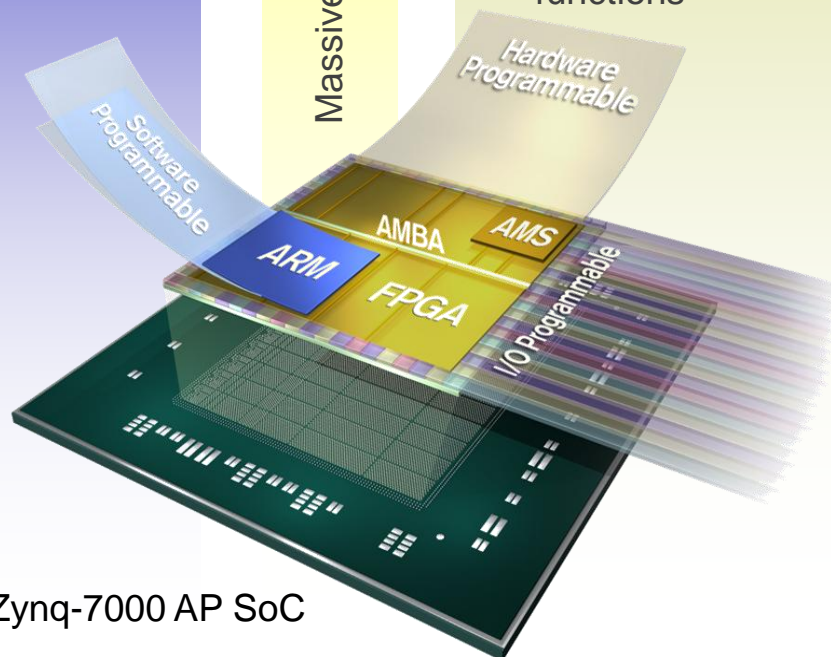 functions
Massive
Hardware
Programmable
Software
Programmable
AMBA
AMS
ARM
FPGA
I/O Programmable
Zynq-7000 AP SoC